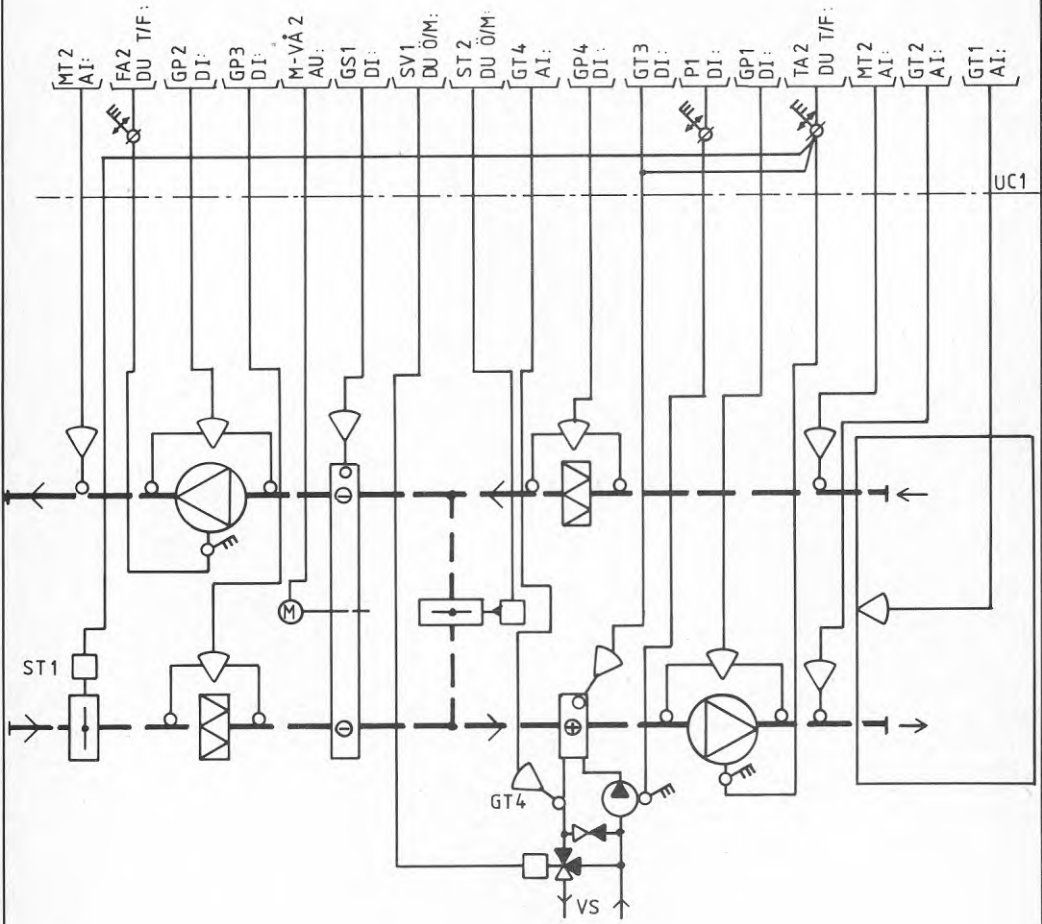 MT2
AI:
FA2
DU T/F:
GP2
DI:
GP3
DI:
M-VÅ2
AU:
GS1
DI:
SV1
DU Ö/M:
ST2
DU Ö/M:
GT4
AI:
GP4
DI:
GT3
DI:
P1
DI:
GP1
DI:
TA2
DU T/F:
MT2
AI:
GT2
AI:
GT1
AI:
UC1
M
ST1
GT4
VS